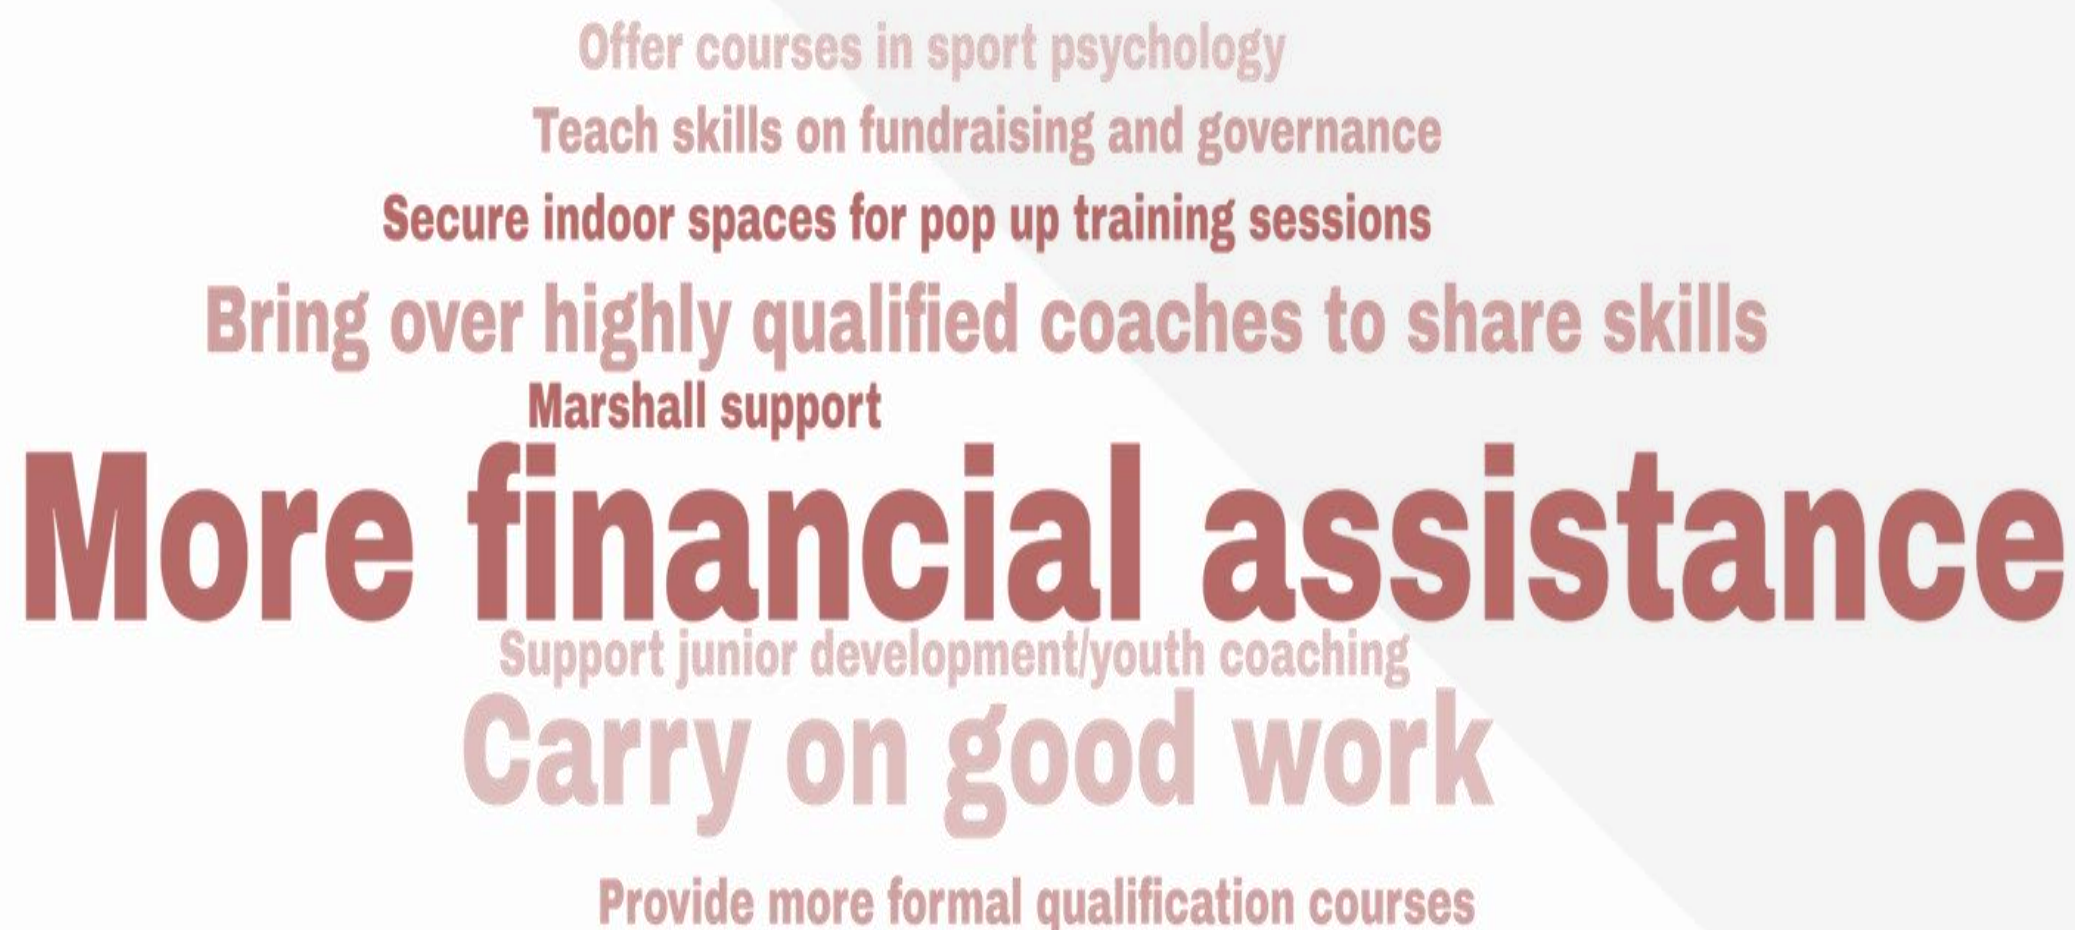 Offer courses in sport psychology
Teach skills on fundraising and governance
Secure indoor spaces for pop up training sessions
Bring over highly qualified coaches to share skills
Marshall support
More financial assistance
Support junior development/youth coaching
Carry on good work
Provide more formal qualification courses